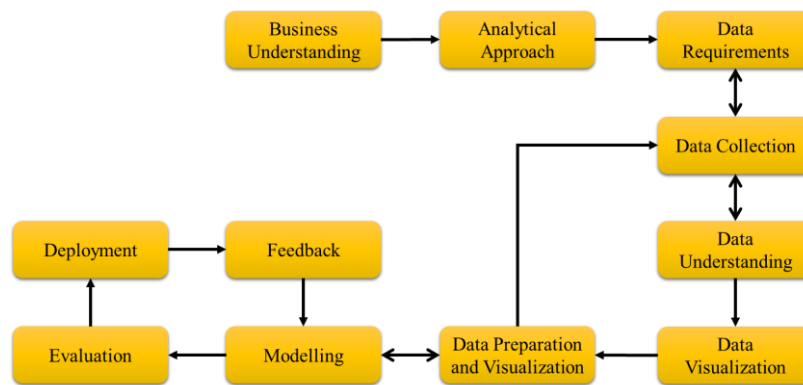 Business
Understanding
Analytical
Approach
Data
Requirements
Data Collection
Deployment
Feedback
Data
Understanding
Evaluation
Modelling
Data Preparation
and Visualization
Data
Visualization